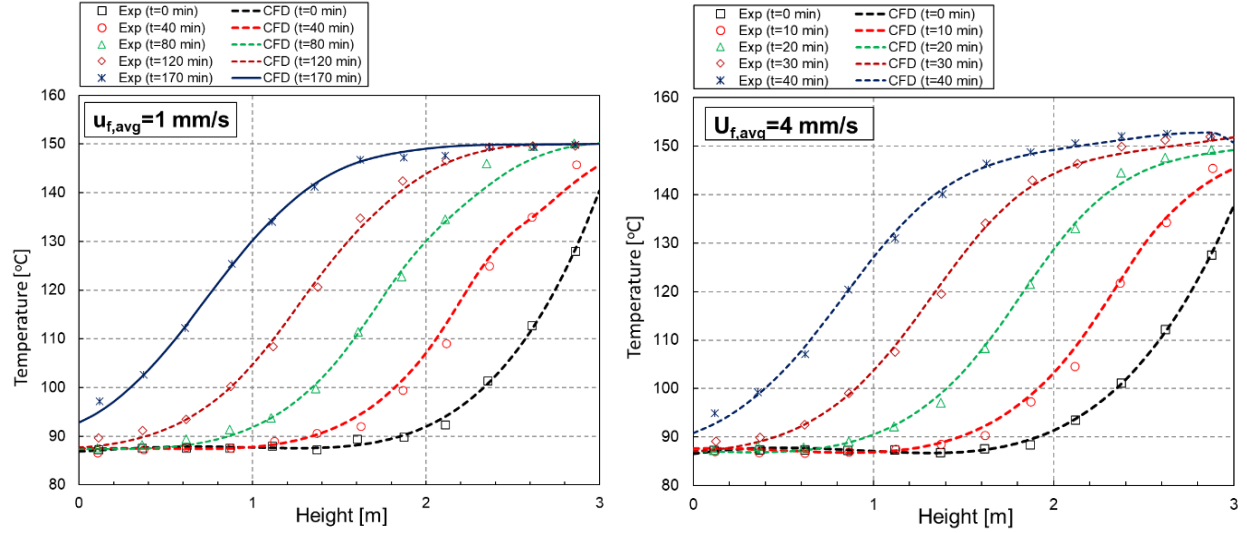 Exp (t=0 min) CFD (t=0 min)
Exp (t=40 min) CFD (t=40 min)
Exp (t=80 min) CFD (t=80 min)
Exp (t=120 min) CFD (t=120 min)
Exp (t=170 min) CFD (t=170 min)
u_f,avg=1 mm/s
160
150
140
130
120
110
100
90
80
Temperature [°C]
0 1 2 3
Height [m]
Exp (t=0 min) CFD (t=0 min)
Exp (t=10 min) CFD (t=10 min)
Exp (t=20 min) CFD (t=20 min)
Exp (t=30 min) CFD (t=30 min)
Exp (t=40 min) CFD (t=40 min)
U_f,avg=4 mm/s
160
150
140
130
120
110
100
90
80
Temperature [°C]
0 1 2 3
Height [m]